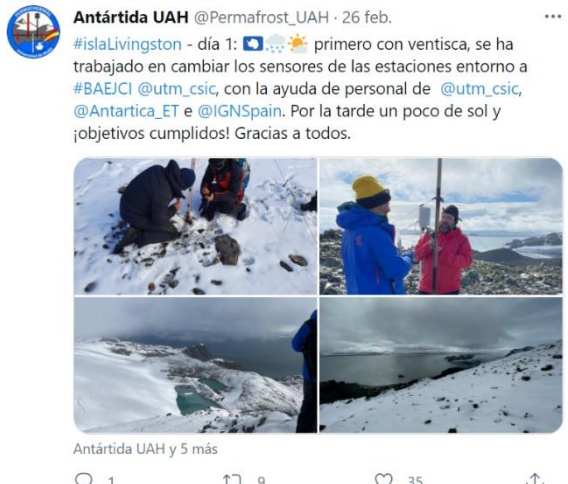 Antártida UAH @Permafrost_UAH · 26 feb.
#islaLivingston - día 1: 🌬️🌨️🌤️ primero con ventisca, se ha
trabajado en cambiar los sensores de las estaciones entorno a
#BAEJCI @utm_csic, con la ayuda de personal de @utm_csic,
@Antartica_ET e @IGNSpain. Por la tarde un poco de sol y
¡objetivos cumplidos! Gracias a todos.
Antártida UAH y 5 más
1 9 35